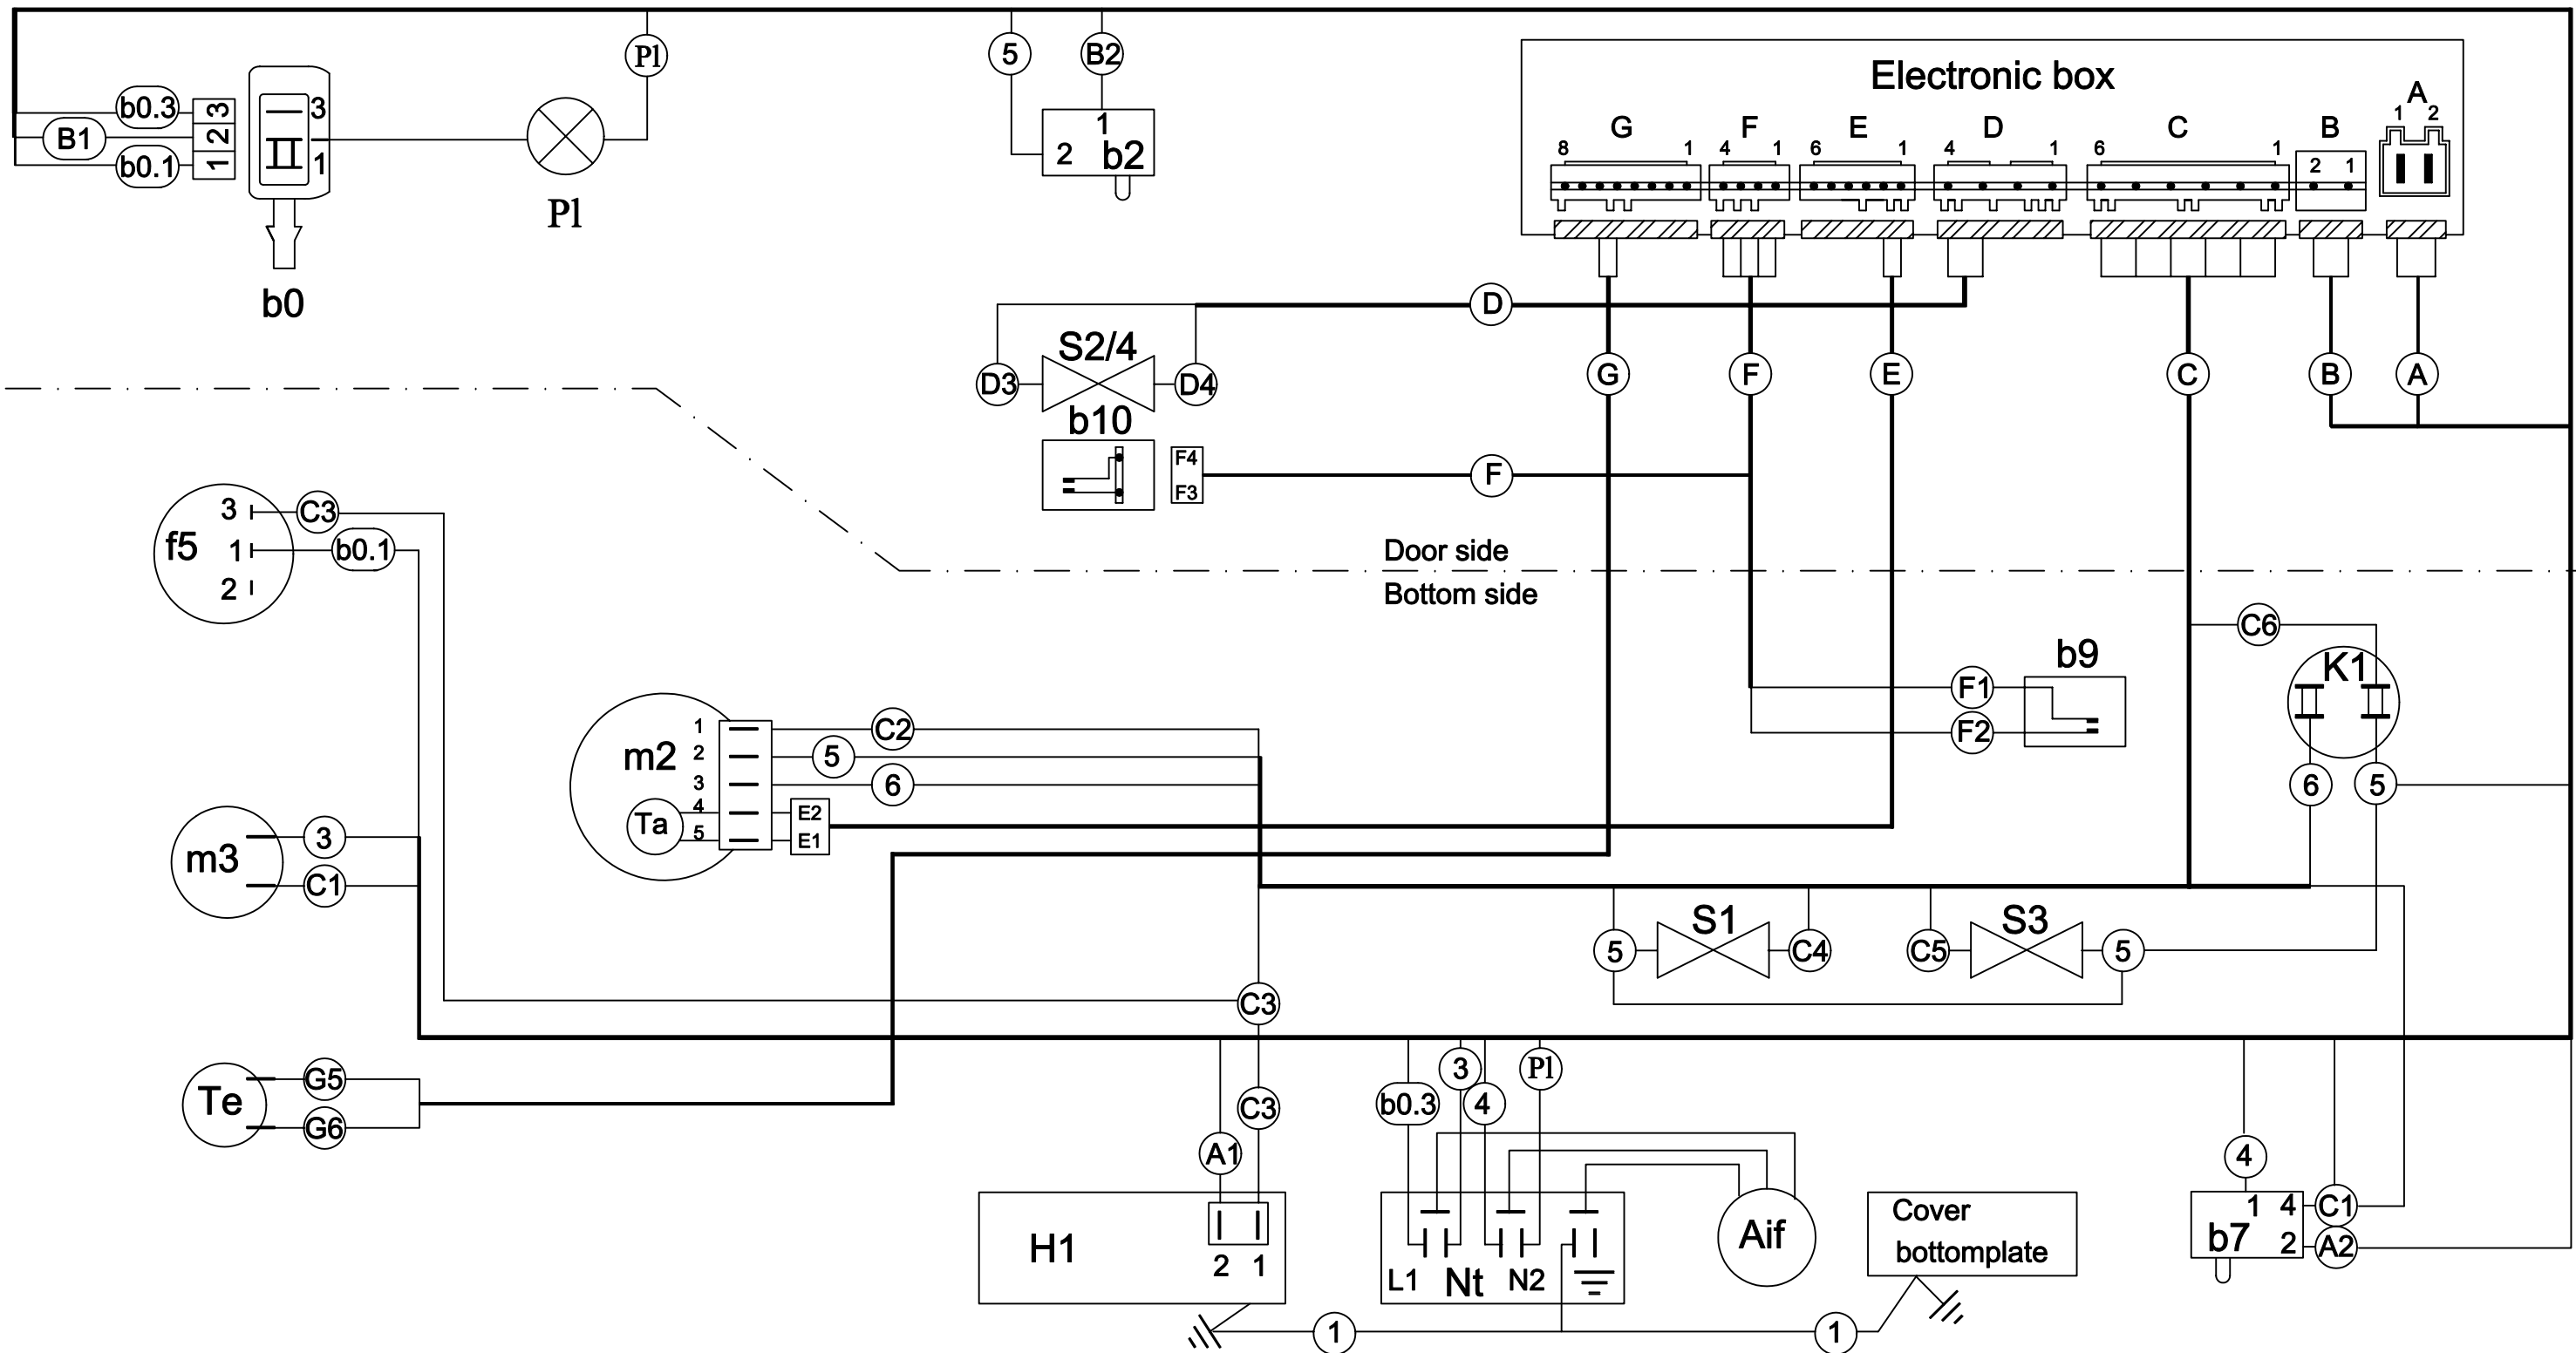 Pl
5
B2
Electronic box
b0.3
3
3
B1
2
b0.1
1
1
Pl
b0
1
2
b2
G
F
E
D
C
B
A
1 2
8 1
4 1
6 1
4 1
6 1
2 1
D
S2/4
D3
D4
G
F
E
C
B
A
b10
F4
F3
F
Door side
Bottom side
f5
3
C3
1
b0.1
2
C6
K1
b9
F1
F2
6
5
m2
1
C2
2
5
3
6
Ta
4
E2
5
E1
m3
3
C1
S1
5
C4
S3
C5
5
C3
Te
G5
G6
C3
A1
b0.3
3
4
Pl
4
H1
2 1
L1
Nt
N2
Aif
Cover
bottomplate
1 4
C1
b7
2
A2
1
1